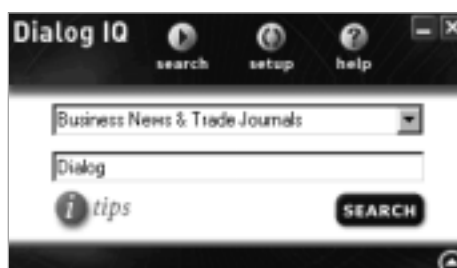 Dialog IQ
search setup help
Business News & Trade Journals
Dialog
i tips SEARCH